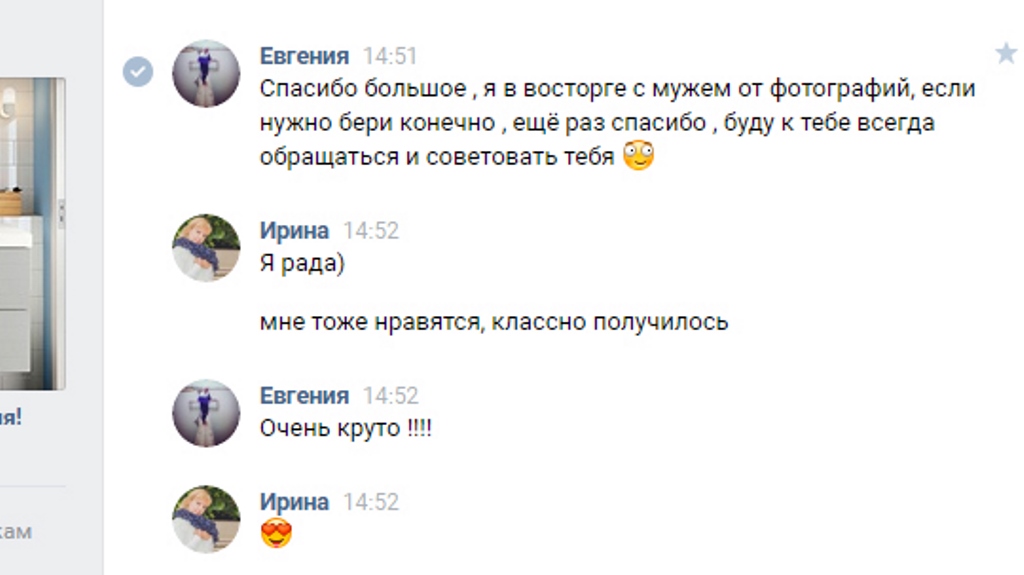 Евгения 14:51
Спасибо большое , я в восторге с мужем от фотографий, если
нужно бери конечно , ещё раз спасибо , буду к тебе всегда
обращаться и советовать тебя 😳
Ирина 14:52
Я рада)
мне тоже нравятся, классно получилось
Евгения 14:52
Очень круто !!!!
Ирина 14:52
😍
ия!
кам